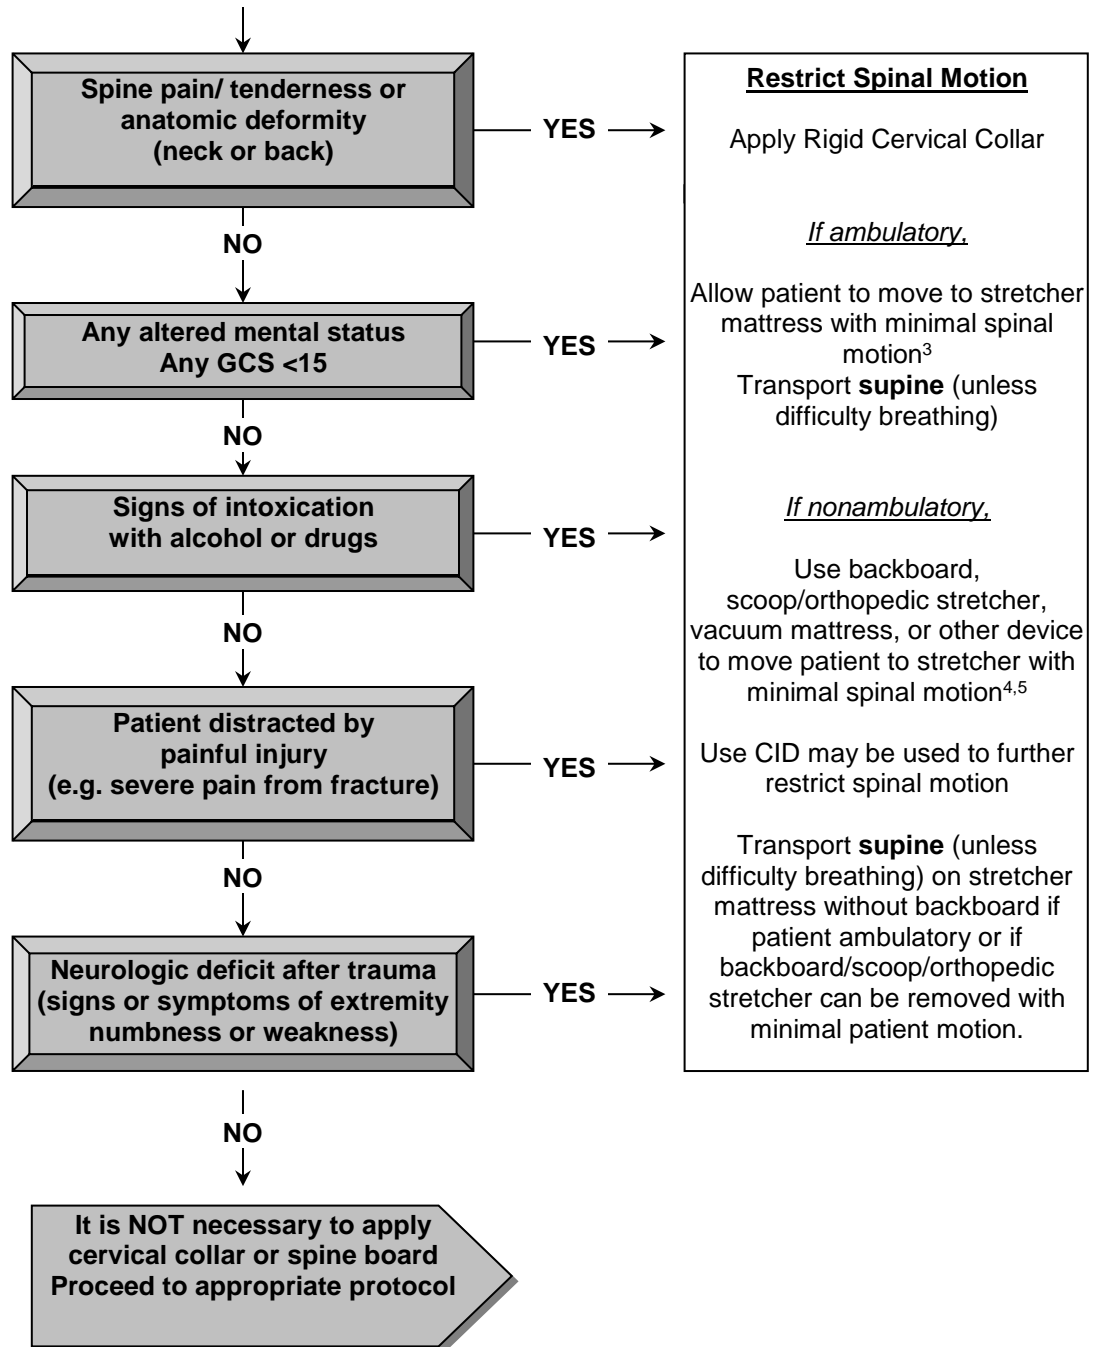 Spine pain/ tenderness or
anatomic deformity
(neck or back)
YES
NO
Any altered mental status
Any GCS <15
YES
NO
Signs of intoxication
with alcohol or drugs
YES
NO
Patient distracted by
painful injury
(e.g. severe pain from fracture)
YES
NO
Neurologic deficit after trauma
(signs or symptoms of extremity
numbness or weakness)
YES
NO
It is NOT necessary to apply
cervical collar or spine board
Proceed to appropriate protocol
Restrict Spinal Motion
Apply Rigid Cervical Collar
If ambulatory,
Allow patient to move to stretcher
mattress with minimal spinal
motion³
Transport supine (unless
difficulty breathing)
If nonambulatory,
Use backboard,
scoop/orthopedic stretcher,
vacuum mattress, or other device
to move patient to stretcher with
minimal spinal motion⁴,⁵
Use CID may be used to further
restrict spinal motion
Transport supine (unless
difficulty breathing) on stretcher
mattress without backboard if
patient ambulatory or if
backboard/scoop/orthopedic
stretcher can be removed with
minimal patient motion.